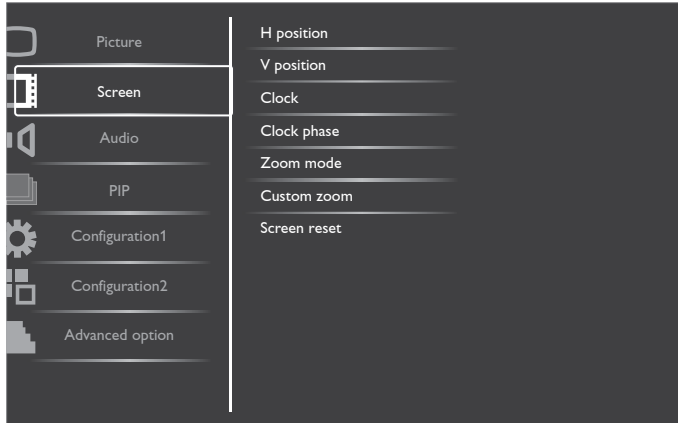 Picture
Screen
Audio
PIP
Configuration1
Configuration2
Advanced option
H position
V position
Clock
Clock phase
Zoom mode
Custom zoom
Screen reset